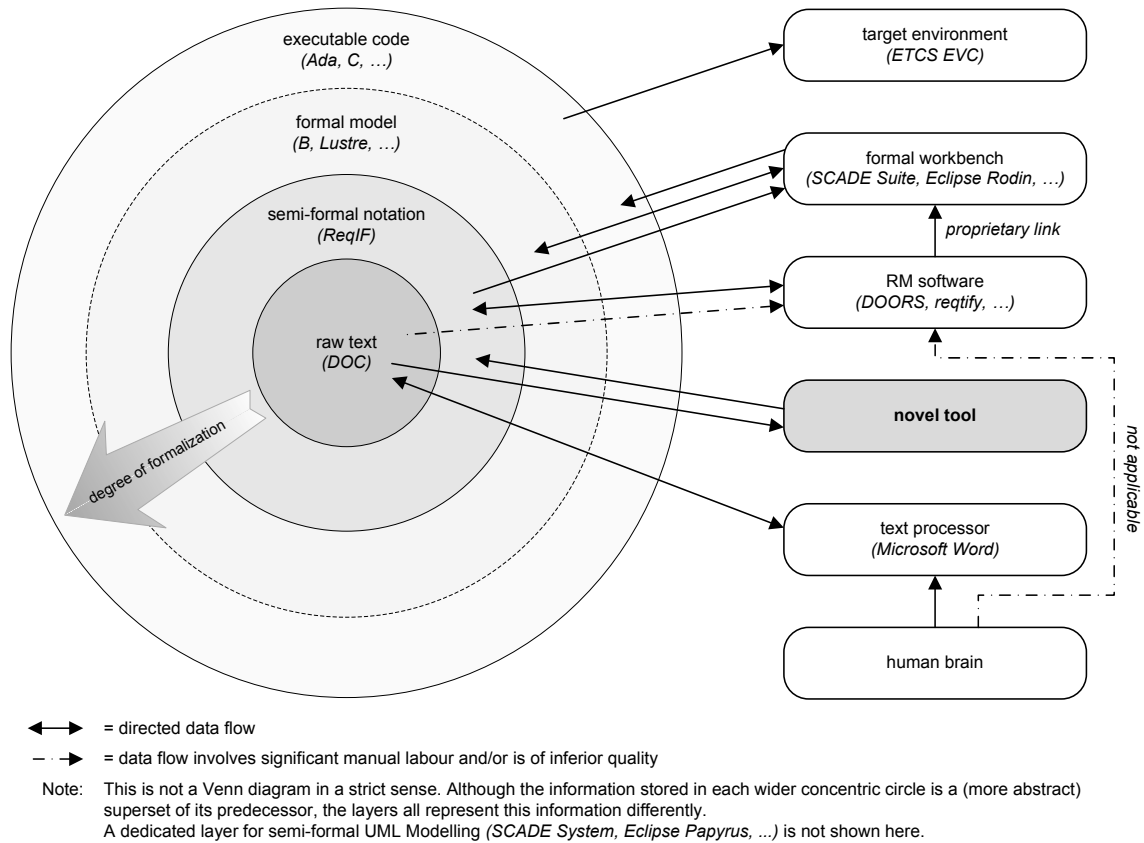 executable code
(Ada, C, …)
formal model
(B, Lustre, …)
semi-formal notation
(ReqIF)
raw text
(DOC)
degree of formalization
target environment
(ETCS EVC)
formal workbench
(SCADE Suite, Eclipse Rodin, …)
proprietary link
RM software
(DOORS, reqtify, …)
novel tool
not applicable
text processor
(Microsoft Word)
human brain
= directed data flow
= data flow involves significant manual labour and/or is of inferior quality
Note: This is not a Venn diagram in a strict sense. Although the information stored in each wider concentric circle is a (more abstract)
superset of its predecessor, the layers all represent this information differently.
A dedicated layer for semi-formal UML Modelling (SCADE System, Eclipse Papyrus, ...) is not shown here.